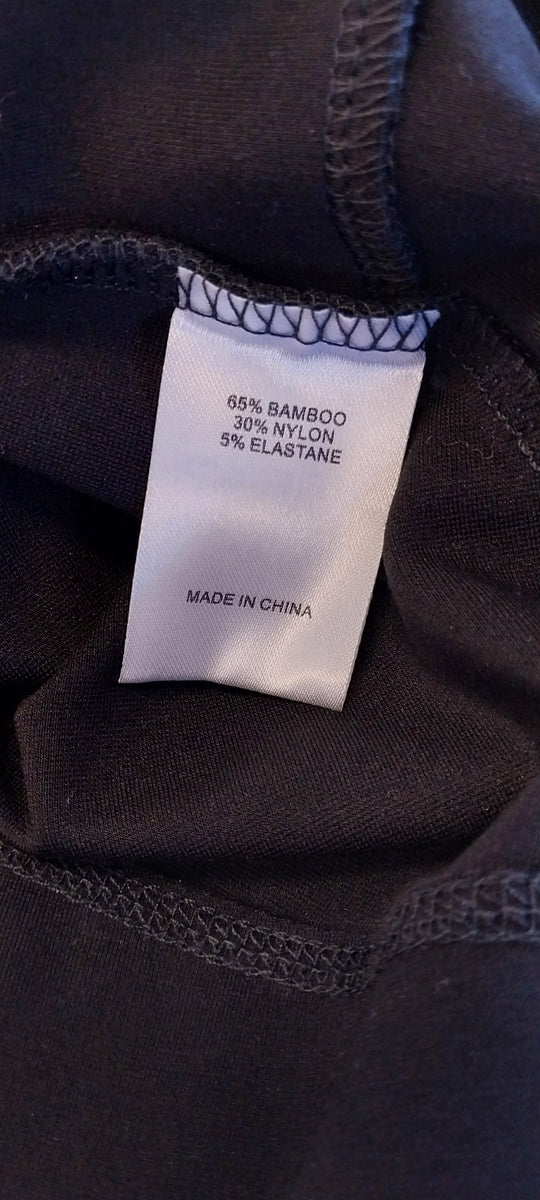 65% BAMBOO
30% NYLON
5% ELASTANE
MADE IN CHINA